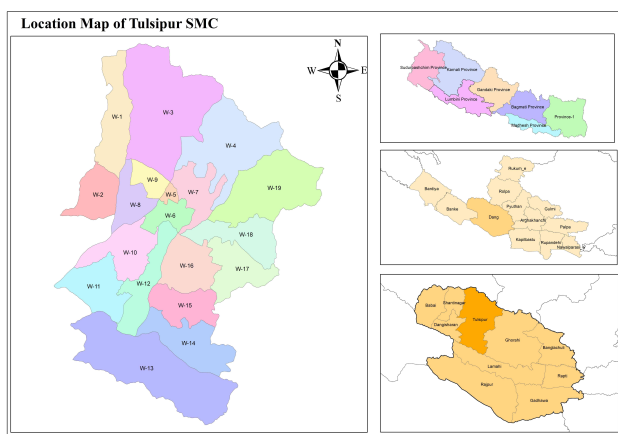 Location Map of Tulsipur SMC
N
W E
S
W-1
W-3
W-4
W-9
W-2
W-5
W-7
W-19
W-8
W-6
W-18
W-10
W-16
W-17
W-11
W-12
W-15
W-14
W-13
Sudurpashchim Province
Karnali Province
Gandaki Province
Lumbini Province
Bagmati Province
Province-1
Madhesh Province
Rukum_e
Bardiya
Rolpa
Banke
Pyuthan
Gulmi
Dang
Arghakhanchi
Palpa
Kapilbastu
Rupandehi
Babai
Shantinagar
Tulsipur
Dangisharan
Ghorahi
Banglachuli
Lamahi
Rapti
Rajpur
Gadhawa